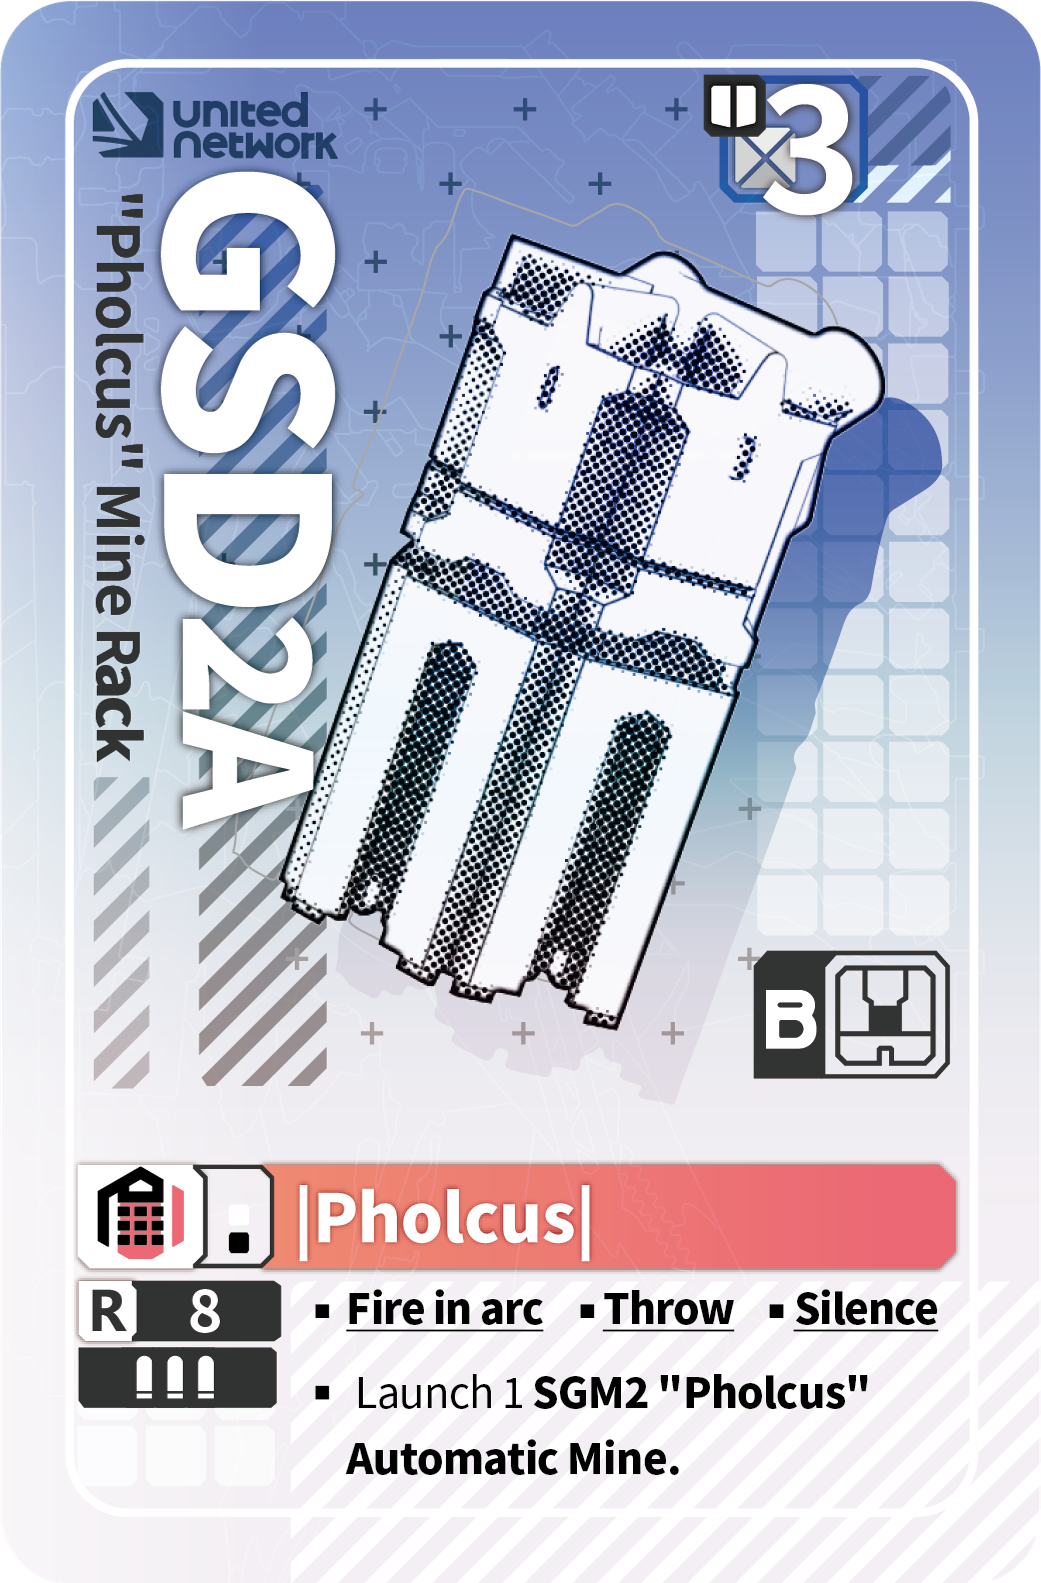 UNITED
NETWORK
3
GSD2A
"Pholcus" Mine Rack
B
|Pholcus|
R 8
▪ Fire in arc ▪ Throw ▪ Silence
▪ Launch 1 SGM2 "Pholcus"
Automatic Mine.